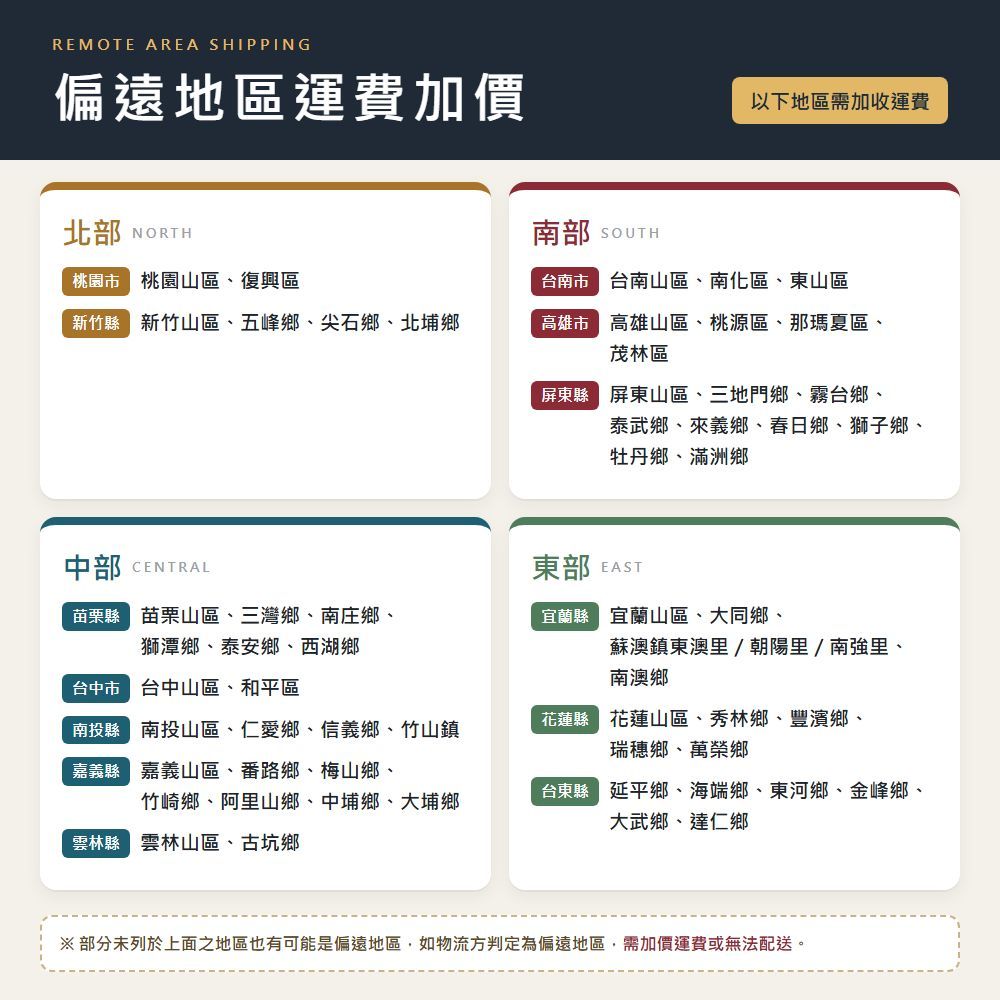 REMOTE AREA SHIPPING
偏遠地區運費加價
以下地區需加收運費
北部 NORTH
桃園市 桃園山區、復興區
新竹縣 新竹山區、五峰鄉、尖石鄉、北埔鄉
南部 SOUTH
台南市 台南山區、南化區、東山區
高雄市 高雄山區、桃源區、那瑪夏區、
茂林區
屏東縣 屏東山區、三地門鄉、霧台鄉、
泰武鄉、來義鄉、春日鄉、獅子鄉、
牡丹鄉、滿洲鄉
中部 CENTRAL
苗栗縣 苗栗山區、三灣鄉、南庄鄉、
獅潭鄉、泰安鄉、西湖鄉
台中市 台中山區、和平區
南投縣 南投山區、仁愛鄉、信義鄉、竹山鎮
嘉義縣 嘉義山區、番路鄉、梅山鄉、
竹崎鄉、阿里山鄉、中埔鄉、大埔鄉
雲林縣 雲林山區、古坑鄉
東部 EAST
宜蘭縣 宜蘭山區、大同鄉、
蘇澳鎮東澳里 / 朝陽里 / 南強里、
南澳鄉
花蓮縣 花蓮山區、秀林鄉、豐濱鄉、
瑞穗鄉、萬榮鄉
台東縣 延平鄉、海端鄉、東河鄉、金峰鄉、
大武鄉、達仁鄉
※ 部分未列於上面之地區也有可能是偏遠地區，如物流方判定為偏遠地區，需加價運費或無法配送。